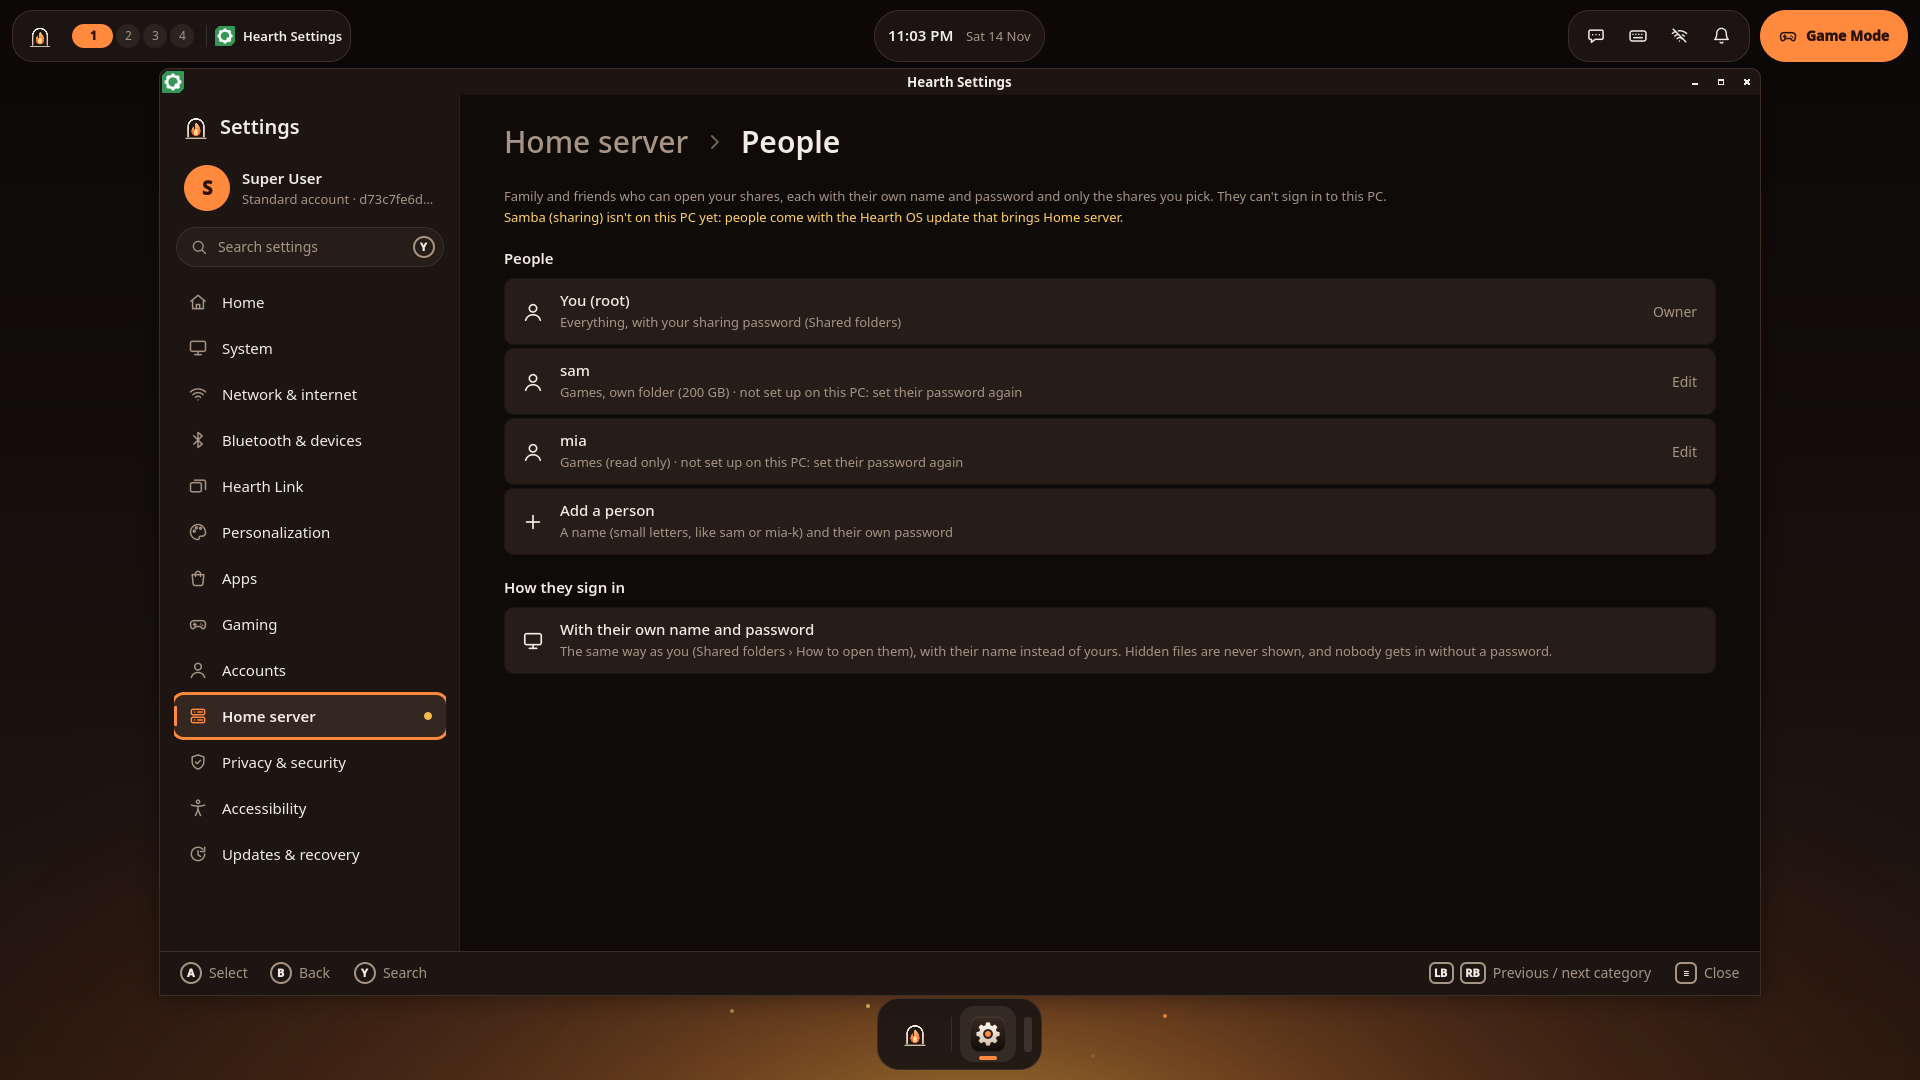 1 2 3 4 Hearth Settings
11:03 PM Sat 14 Nov
Game Mode
Hearth Settings
Settings
S
Super User
Standard account · d73c7fe6d...
Search settings Y
Home
System
Network & internet
Bluetooth & devices
Hearth Link
Personalization
Apps
Gaming
Accounts
Home server
Privacy & security
Accessibility
Updates & recovery
Home server › People
Family and friends who can open your shares, each with their own name and password and only the shares you pick. They can't sign in to this PC.
Samba (sharing) isn't on this PC yet: people come with the Hearth OS update that brings Home server.
People
You (root)
Everything, with your sharing password (Shared folders)
Owner
sam
Games, own folder (200 GB) · not set up on this PC: set their password again
Edit
mia
Games (read only) · not set up on this PC: set their password again
Edit
Add a person
A name (small letters, like sam or mia-k) and their own password
How they sign in
With their own name and password
The same way as you (Shared folders › How to open them), with their name instead of yours. Hidden files are never shown, and nobody gets in without a password.
A Select B Back Y Search
LB RB Previous / next category ≡ Close